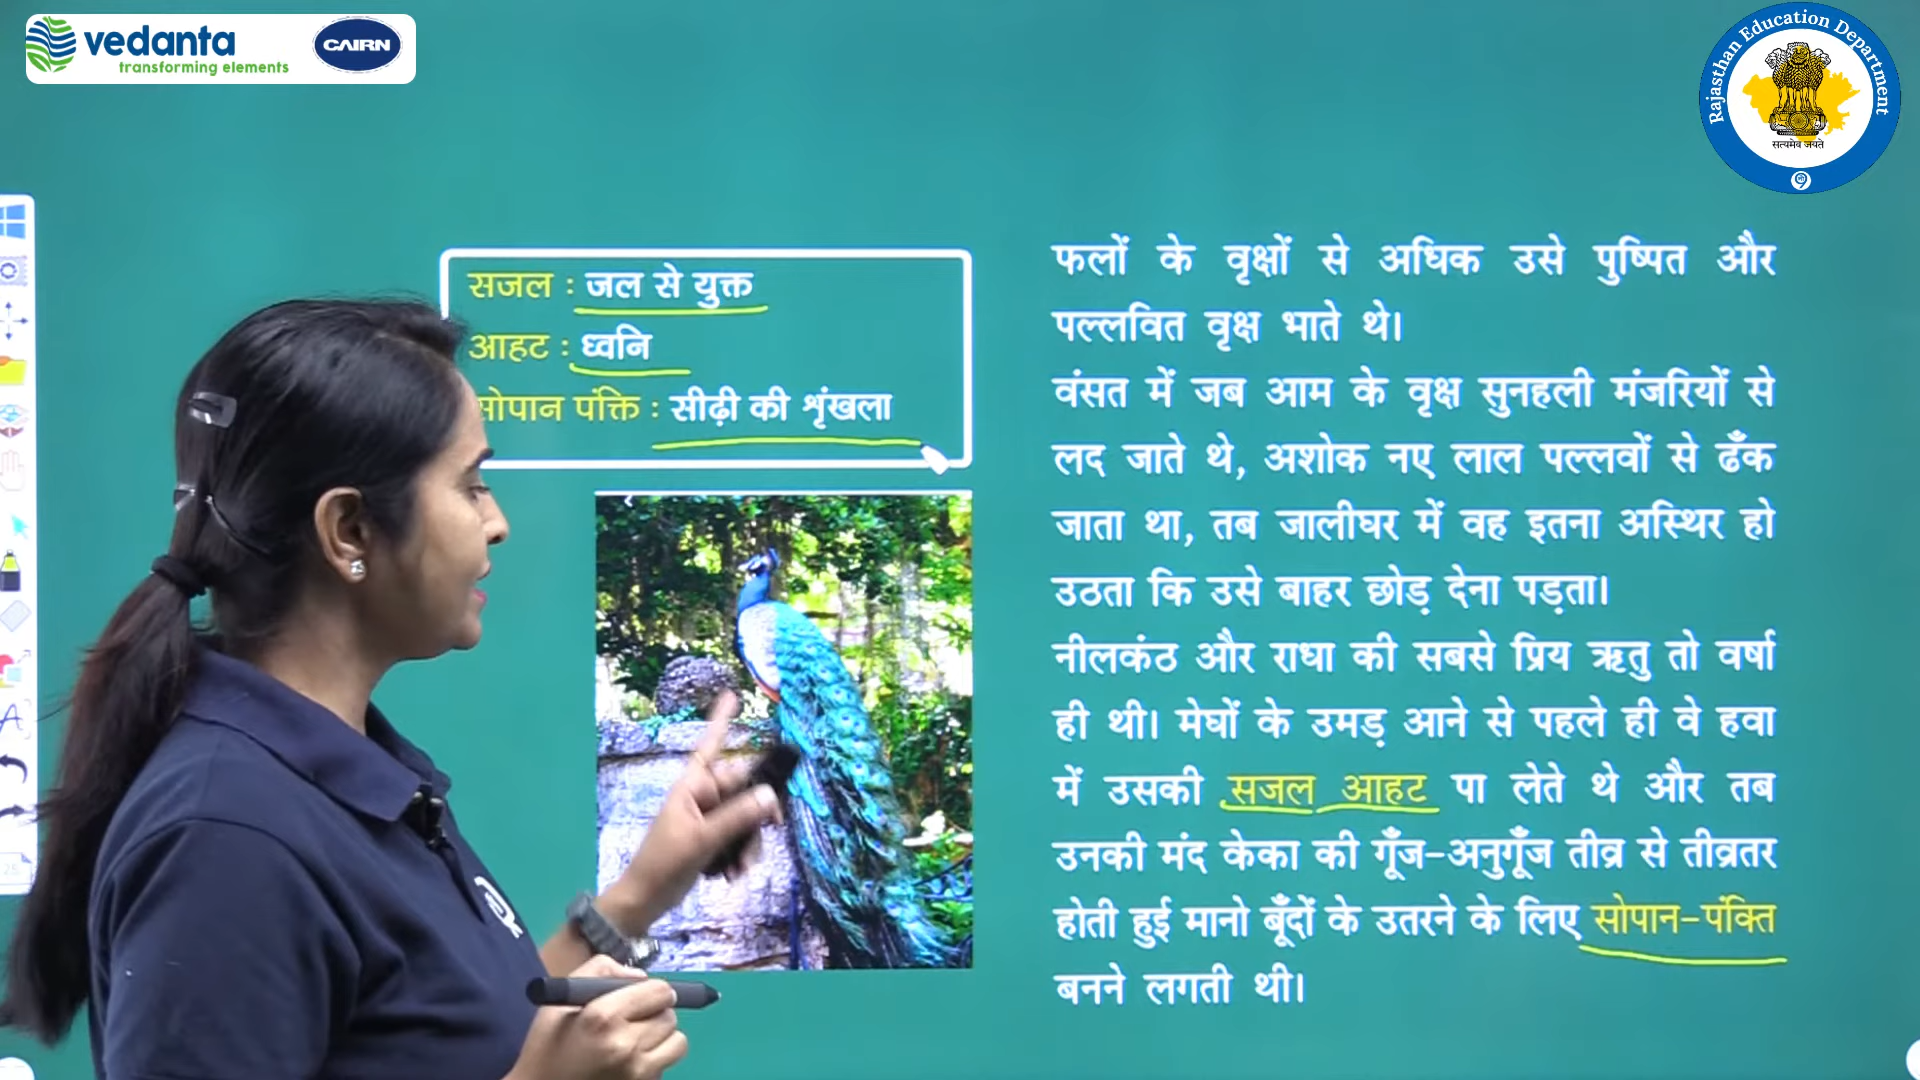 vedanta
transforming elements
CAIRN
Rajasthan Education Department
सत्यमेव जयते
सजल : जल से युक्त
आहट : ध्वनि
सोपान पंक्ति : सीढ़ी की शृंखला
फलों के वृक्षों से अधिक उसे पुष्पित और
पल्लवित वृक्ष भाते थे।
वंसत में जब आम के वृक्ष सुनहली मंजरियों से
लद जाते थे, अशोक नए लाल पल्लवों से ढँक
जाता था, तब जालीघर में वह इतना अस्थिर हो
उठता कि उसे बाहर छोड़ देना पड़ता।
नीलकंठ और राधा की सबसे प्रिय ऋतु तो वर्षा
ही थी। मेघों के उमड़ आने से पहले ही वे हवा
में उसकी सजल आहट पा लेते थे और तब
उनकी मंद केका की गूँज-अनुगूँज तीव्र से तीव्रतर
होती हुई मानो बूँदों के उतरने के लिए सोपान-पंक्ति
बनने लगती थी।